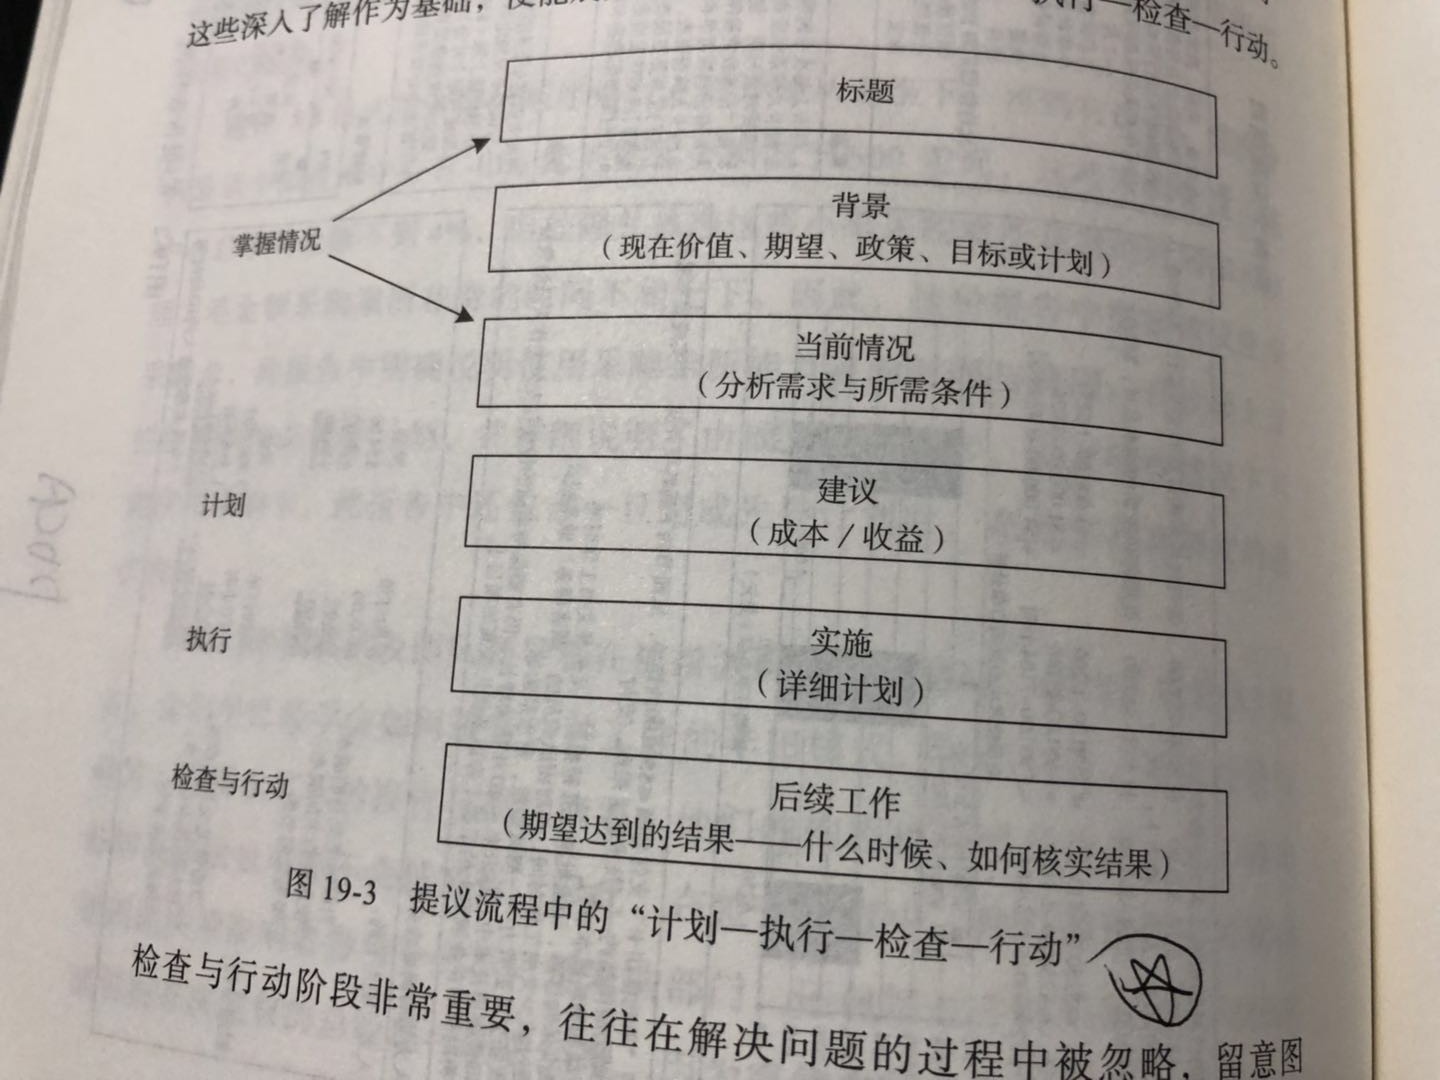 这些深入了解作为基础，
执行—检查—行动。
标题
背景
（现在价值、期望、政策、目标或计划）
掌握情况
当前情况
（分析需求与所需条件）
计划
建议
（成本／收益）
执行
实施
（详细计划）
检查与行动
后续工作
（期望达到的结果——什么时候、如何核实结果）
图 19-3 提议流程中的“计划—执行—检查—行动”
检查与行动阶段非常重要，往往在解决问题的过程中被忽略，留意图